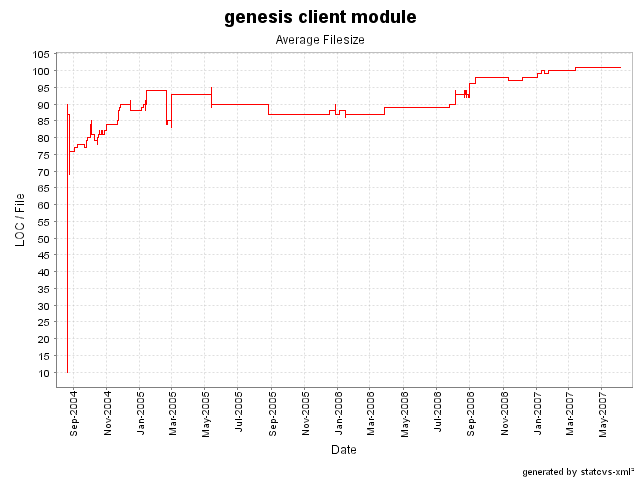 genesis client module
Average Filesize
105
100
95
90
85
80
75
70
65
60
55
50
45
40
35
30
25
20
15
10
LOC / File
Sep-2004
Nov-2004
Jan-2005
Mar-2005
May-2005
Jul-2005
Sep-2005
Nov-2005
Jan-2006
Mar-2006
May-2006
Jul-2006
Sep-2006
Nov-2006
Jan-2007
Mar-2007
May-2007
Date
generated by statcvs-xml²